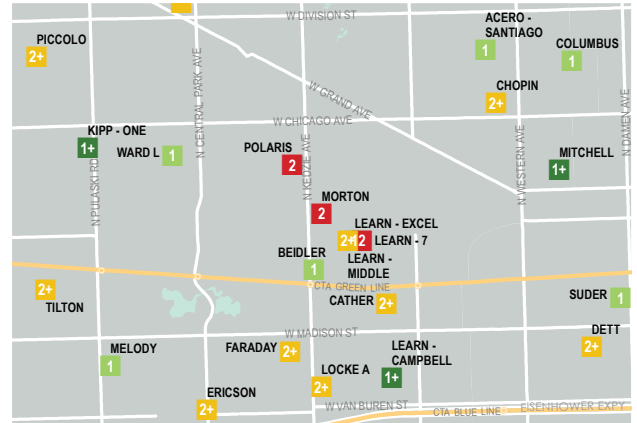 W DIVISION ST
ACERO -
SANTIAGO
1
COLUMBUS
1
PICCOLO
2+
N CENTRAL PARK AVE
W GRAND AVE
CHOPIN
2+
W CHICAGO AVE
N DAMEN AVE
KIPP - ONE
1+
WARD L
1
POLARIS
2
N KEDZIE AVE
N WESTERN AVE
MITCHELL
1+
N PULASKI RD
MORTON
2
LEARN - EXCEL
2+
2
LEARN - 7
LEARN -
MIDDLE
BEIDLER
1
CTA GREEN LINE
TILTON
2+
CATHER
2+
SUDER
1
W MADISON ST
DETT
2+
MELODY
1
FARADAY
2+
LOCKE A
2+
LEARN -
CAMPBELL
1+
ERICSON
2+
W VAN BUREN ST
CTA BLUE LINE
EISENHOWER EXPY